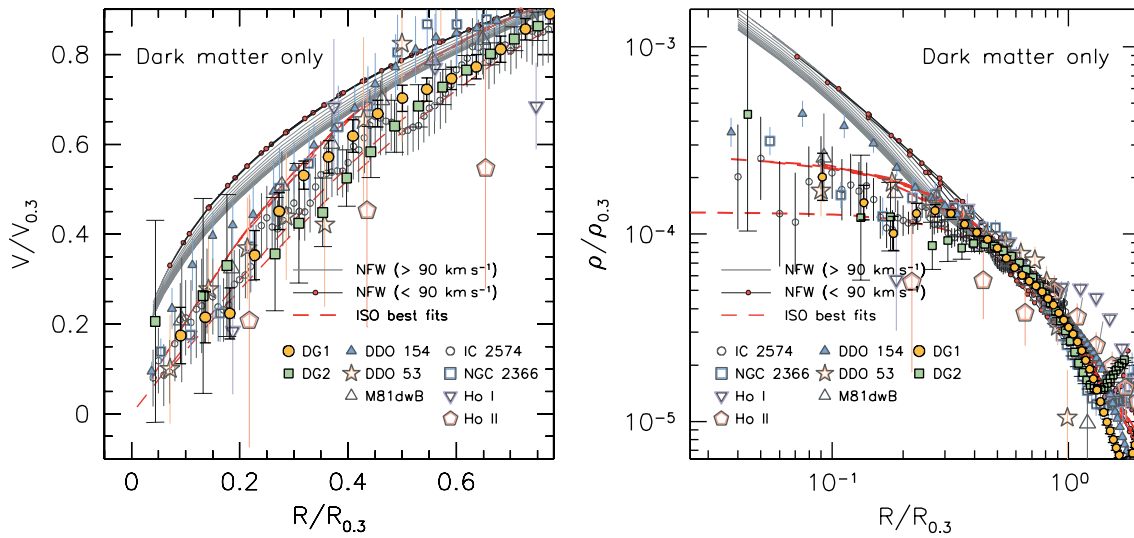 Dark matter only
0.8
0.6
0.4
0.2
0
V/V0.3
NFW (> 90 km s⁻¹)
NFW (< 90 km s⁻¹)
ISO best fits
DG1 DDO 154 IC 2574
DG2 DDO 53 NGC 2366
M81dwB Ho I
Ho II
0 0.2 0.4 0.6
R/R0.3
Dark matter only
10⁻³
10⁻⁴
10⁻⁵
ρ/ρ0.3
NFW (> 90 km s⁻¹)
NFW (< 90 km s⁻¹)
ISO best fits
IC 2574 DDO 154 DG1
NGC 2366 DDO 53 DG2
Ho I M81dwB
Ho II
10⁻¹ 10⁰
R/R0.3